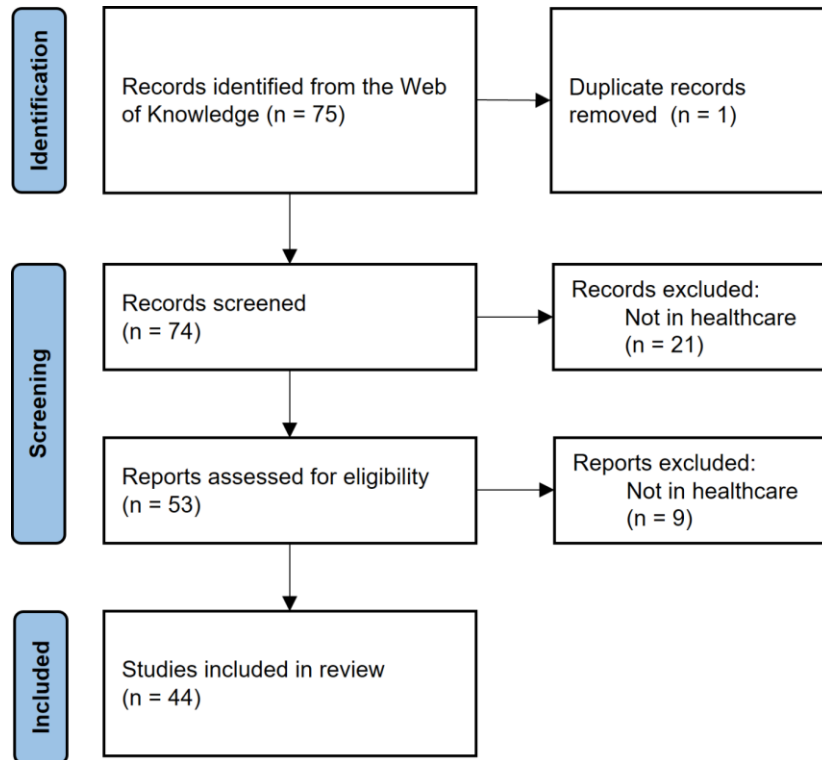 Identification
Records identified from the Web
of Knowledge (n = 75)
Duplicate records
removed (n = 1)
Screening
Records screened
(n = 74)
Records excluded:
Not in healthcare
(n = 21)
Reports assessed for eligibility
(n = 53)
Reports excluded:
Not in healthcare
(n = 9)
Included
Studies included in review
(n = 44)